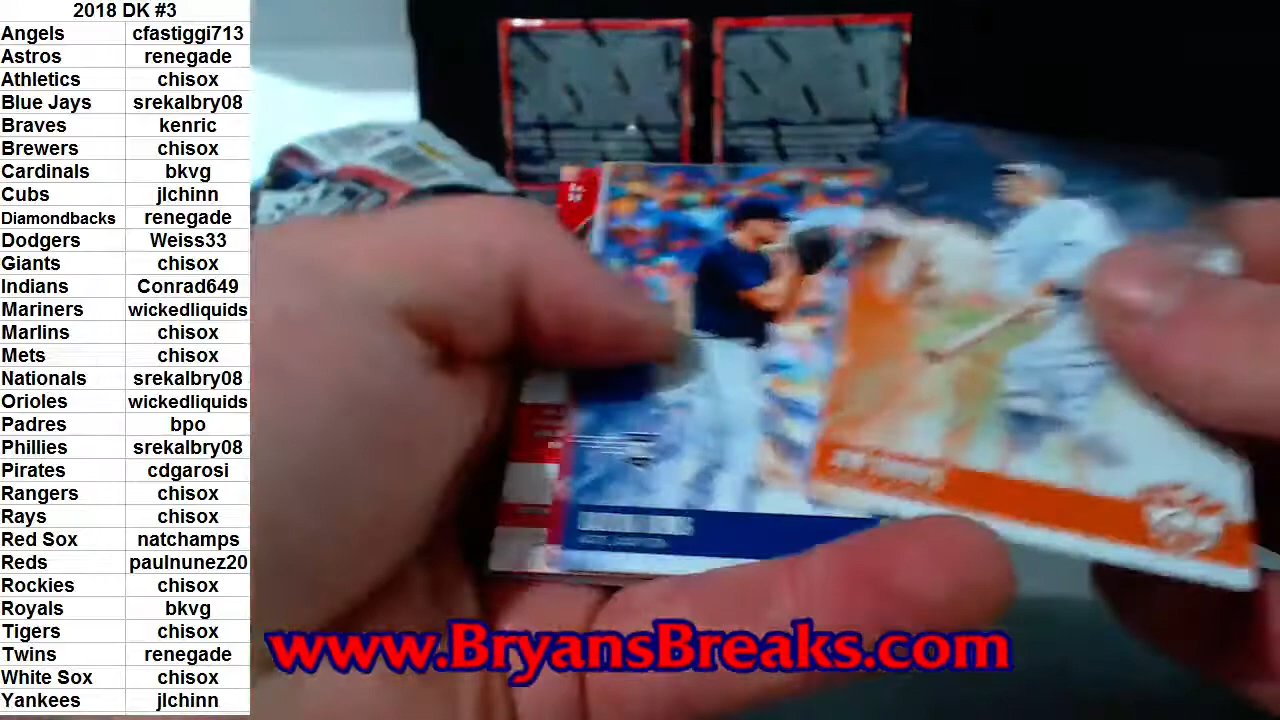 2018 DK #3
Angels cfastiggi713
Astros renegade
Athletics chisox
Blue Jays srekalbry08
Braves kenric
Brewers chisox
Cardinals bkvg
Cubs jlchinn
Diamondbacks renegade
Dodgers Weiss33
Giants chisox
Indians Conrad649
Mariners wickedliquids
Marlins chisox
Mets chisox
Nationals srekalbry08
Orioles wickedliquids
Padres bpo
Phillies srekalbry08
Pirates cdgarosi
Rangers chisox
Rays chisox
Red Sox natchamps
Reds paulnunez20
Rockies chisox
Royals bkvg
Tigers chisox
Twins renegade
White Sox chisox
Yankees jlchinn
www.BryansBreaks.com